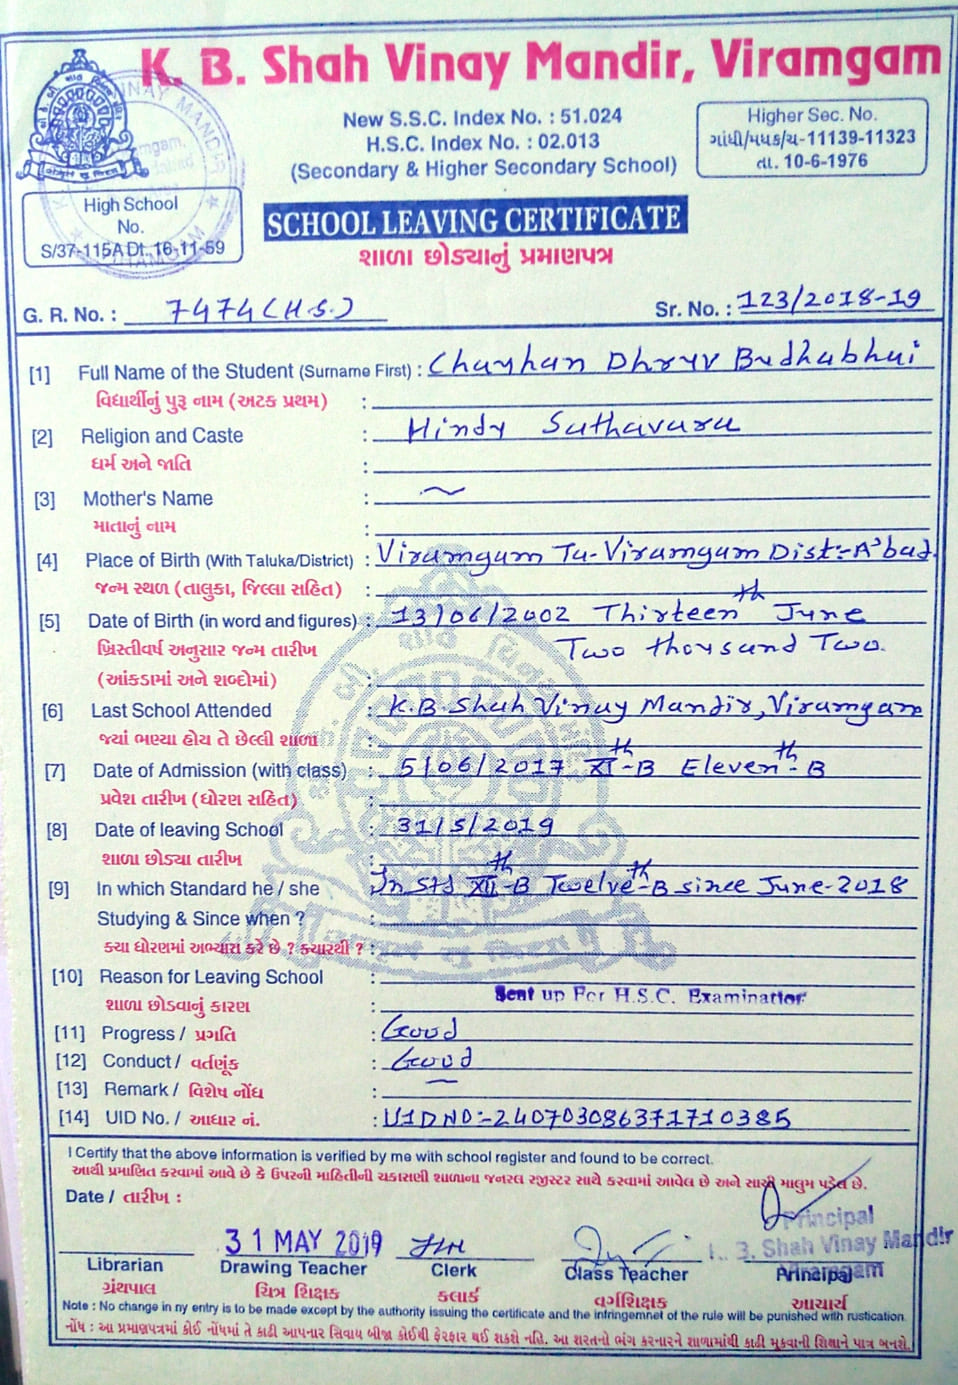 K. B. Shah Vinay Mandir, Viramgam
New S.S.C. Index No. : 51.024
H.S.C. Index No. : 02.013
(Secondary & Higher Secondary School)
Higher Sec. No.
ગાંધી/મપક/ચ-11139-11323
તા. 10-6-1976
High School
No.
S/37-115A Dt. 16-11-59
SCHOOL LEAVING CERTIFICATE
શાળા છોડ્યાનું પ્રમાણપત્ર
G. R. No. : 7474 (H.S.) Sr. No. : 123/2018-19
[1] Full Name of the Student (Surname First) : Chauhan Dhruv Budhabhai
વિદ્યાર્થીનું પુરૂ નામ (અટક પ્રથમ) :
[2] Religion and Caste : Hindu Sathavara
ધર્મ અને જાતિ :
[3] Mother's Name : ~
માતાનું નામ :
[4] Place of Birth (With Taluka/District) : Viramgam Ta-Viramgam Dist:-A'bad.
જન્મ સ્થળ (તાલુકા, જિલ્લા સહિત) :
[5] Date of Birth (in word and figures) : 13/06/2002 Thirteenth June
ખ્રિસ્તીવર્ષ અનુસાર જન્મ તારીખ Two thousand Two.
(આંકડામાં અને શબ્દોમાં) :
[6] Last School Attended : K.B. Shah Vinay Mandir, Viramgam
જ્યાં ભણ્યા હોય તે છેલ્લી શાળા :
[7] Date of Admission (with class) : 5/06/2017 XIth-B Eleventh-B
પ્રવેશ તારીખ (ધોરણ સહિત) :
[8] Date of leaving School : 31/5/2019
શાળા છોડ્યા તારીખ :
[9] In which Standard he / she : In std XIIth-B Twelveth-B since June-2018
Studying & Since when ? :
ક્યા ધોરણમાં અભ્યાસ કરે છે ? ક્યારથી ? :
[10] Reason for Leaving School :
શાળા છોડવાનું કારણ : Sent up For H.S.C. Examination
[11] Progress / પ્રગતિ : Good
[12] Conduct / વર્તણૂંક : Good
[13] Remark / વિશેષ નોંધ : —
[14] UID No. / આધાર નં. : UIDNO:-240703086371710385
I Certify that the above information is verified by me with school register and found to be correct.
આથી પ્રમાણિત કરવામાં આવે છે કે ઉપરની માહિતીની ચકાસણી શાળાના જનરલ રજીસ્ટર સાથે કરવામાં આવેલ છે અને સાચી માલુમ પડેલ છે.
Date / તારીખ :
Principal
31 MAY 2019 K. B. Shah Vinay Mandir
Viramgam
Librarian Drawing Teacher Clerk Class Teacher Principal
ગ્રંથપાલ ચિત્ર શિક્ષક કલાર્ક વર્ગશિક્ષક આચાર્ય
Note : No change in ny entry is to be made except by the authority issuing the certificate and the infringemnet of the rule will be punished with rustication.
નોંધ : આ પ્રમાણપત્રમાં કોઈ નોંધમાં તે કાઢી આપનાર સિવાય બીજા કોઈથી ફેરફાર થઈ શકશે નહિ. આ શરતનો ભંગ કરનારને શાળામાંથી કાઢી મૂકવાની શિક્ષાને પાત્ર બનશે.